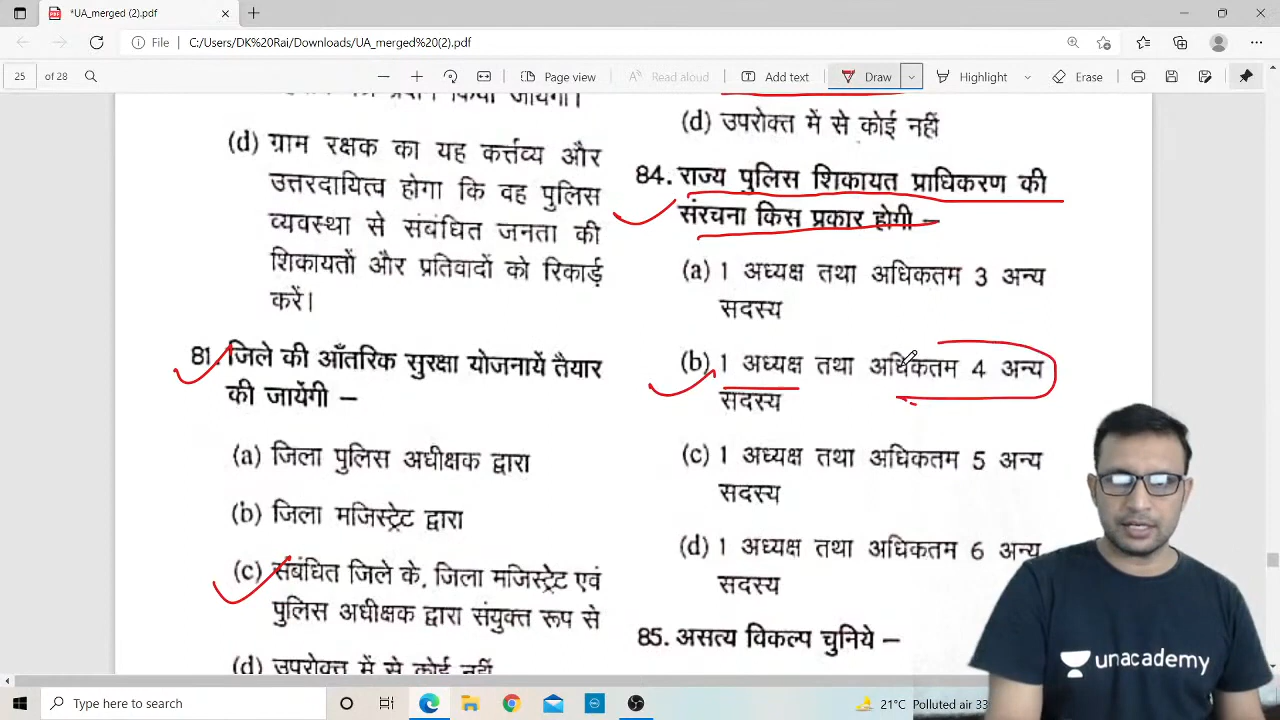 *UA_merged (2).pdf
File
C:/Users/DK%20Rai/Downloads/UA_merged%20(2).pdf
25 of 28
Page view
Read aloud
Add text
Draw
Highlight
Erase
(d) ग्राम रक्षक का यह कर्त्तव्य और
उत्तरदायित्व होगा कि वह पुलिस
व्यवस्था से संबंधित जनता की
शिकायतों और प्रतिवादों को रिकार्ड
करें।
81. जिले की आँतरिक सुरक्षा योजनायें तैयार
की जायेंगी –
(a) जिला पुलिस अधीक्षक द्वारा
(b) जिला मजिस्ट्रेट द्वारा
(c) संबंधित जिले के, जिला मजिस्ट्रेट एवं
पुलिस अधीक्षक द्वारा संयुक्त रूप से
(d) उपरोक्त में से कोई नहीं
(d) उपरोक्त में से कोई नहीं
84. राज्य पुलिस शिकायत प्राधिकरण की
संरचना किस प्रकार होगी –
(a) 1 अध्यक्ष तथा अधिकतम 3 अन्य
सदस्य
(b) 1 अध्यक्ष तथा अधिकतम 4 अन्य
सदस्य
(c) 1 अध्यक्ष तथा अधिकतम 5 अन्य
सदस्य
(d) 1 अध्यक्ष तथा अधिकतम 6 अन्य
सदस्य
85. असत्य विकल्प चुनिये –
unacademy
Type here to search
21°C Polluted air 33